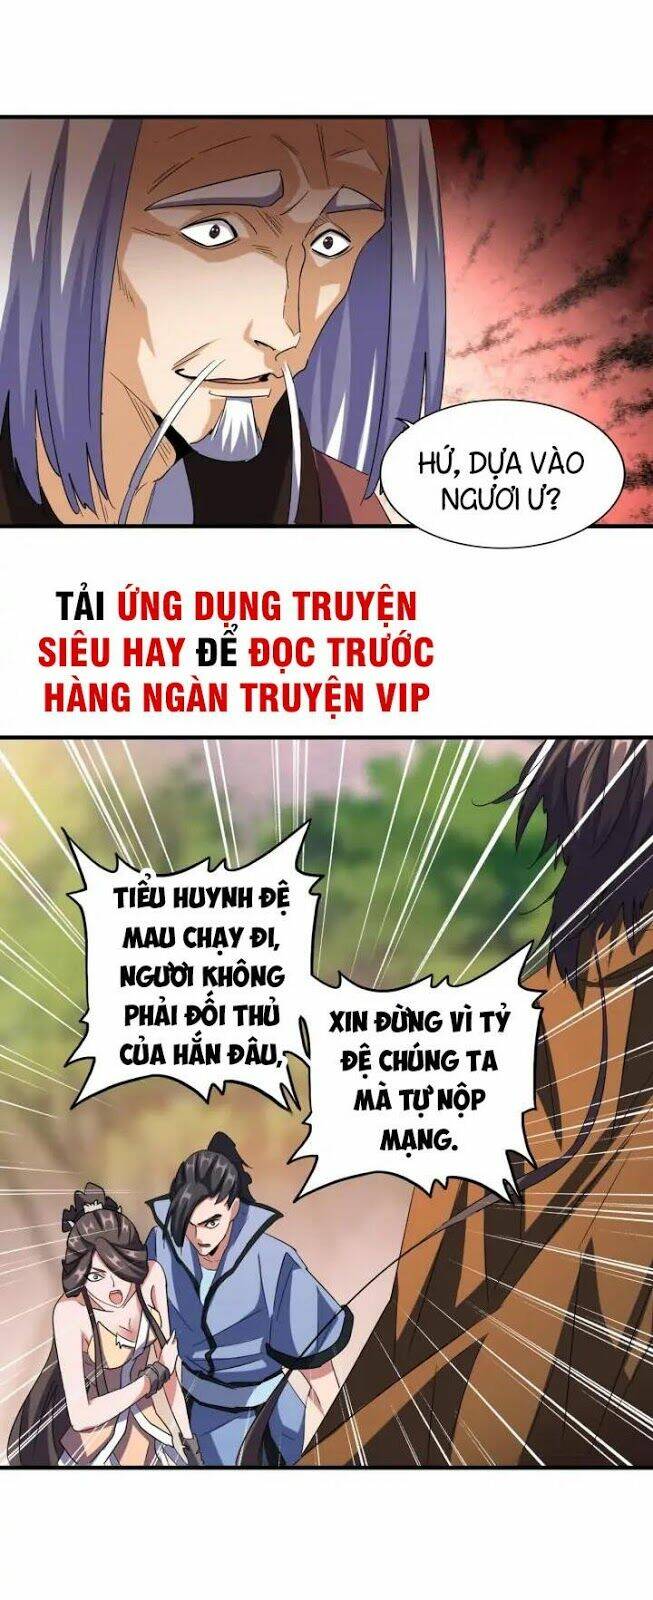 HỨ, DỰA VÀO
NGƯƠI Ư?
TẢI ỨNG DỤNG TRUYỆN
SIÊU HAY ĐỂ ĐỌC TRƯỚC
HÀNG NGÀN TRUYỆN VIP
TIỂU HUYNH ĐỆ
MAU CHẠY ĐI,
NGƯƠI KHÔNG
PHẢI ĐỐI THỦ
CỦA HẮN ĐÂU,
XIN ĐỪNG VÌ TỶ
ĐỆ CHÚNG TA
MÀ TỰ NỘP
MẠNG.